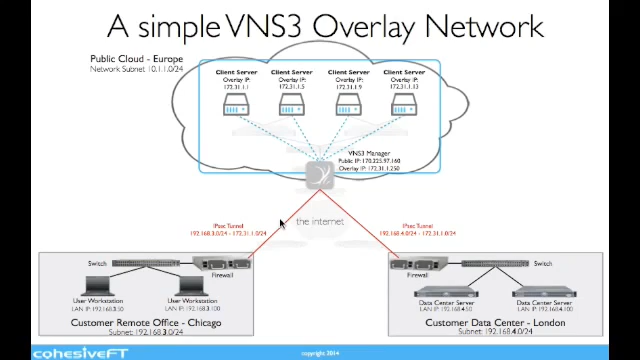 A simple VNS3 Overlay Network
Public Cloud - Europe
Network Subnet 10.1.1.0/24
Client Server
Overlay IP:
172.31.1.1
Client Server
Overlay IP:
172.31.1.5
Client Server
Overlay IP:
172.31.1.9
Client Server
Overlay IP:
172.31.1.13
VNS3 Manager
Public IP: 170.225.97.160
Overlay IP: 172.31.1.250
the internet
IPsec Tunnel
192.168.3.0/24 - 172.31.1.0/24
IPsec Tunnel
192.168.4.0/24 - 172.31.1.0/24
Switch
Firewall
User Workstation
LAN IP: 192.168.3.50
User Workstation
LAN IP: 192.168.3.100
Customer Remote Office - Chicago
Subnet: 192.168.3.0/24
Firewall
Switch
Data Center Server
LAN IP: 192.168.4.50
Data Center Server
LAN IP: 192.168.4.100
Customer Data Center - London
Subnet: 192.168.4.0/24
cohesiveFT
copyright 2014